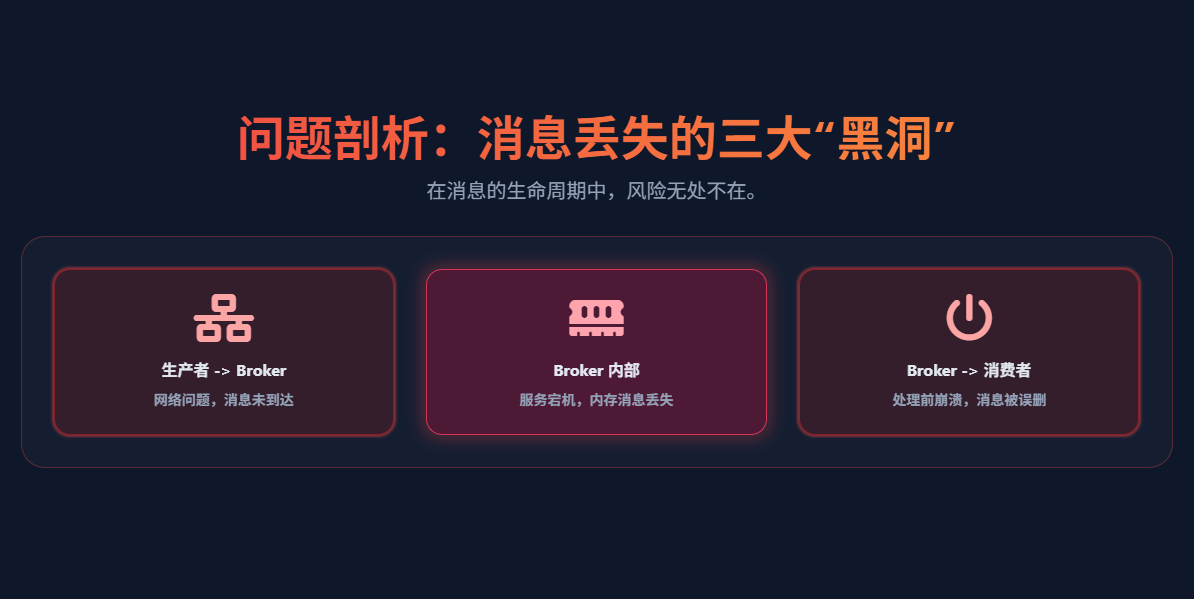 问题剖析：消息丢失的三大“黑洞”
在消息的生命周期中，风险无处不在。
生产者 -> Broker
网络问题，消息未到达
Broker 内部
服务宕机，内存消息丢失
Broker -> 消费者
处理前崩溃，消息被误删